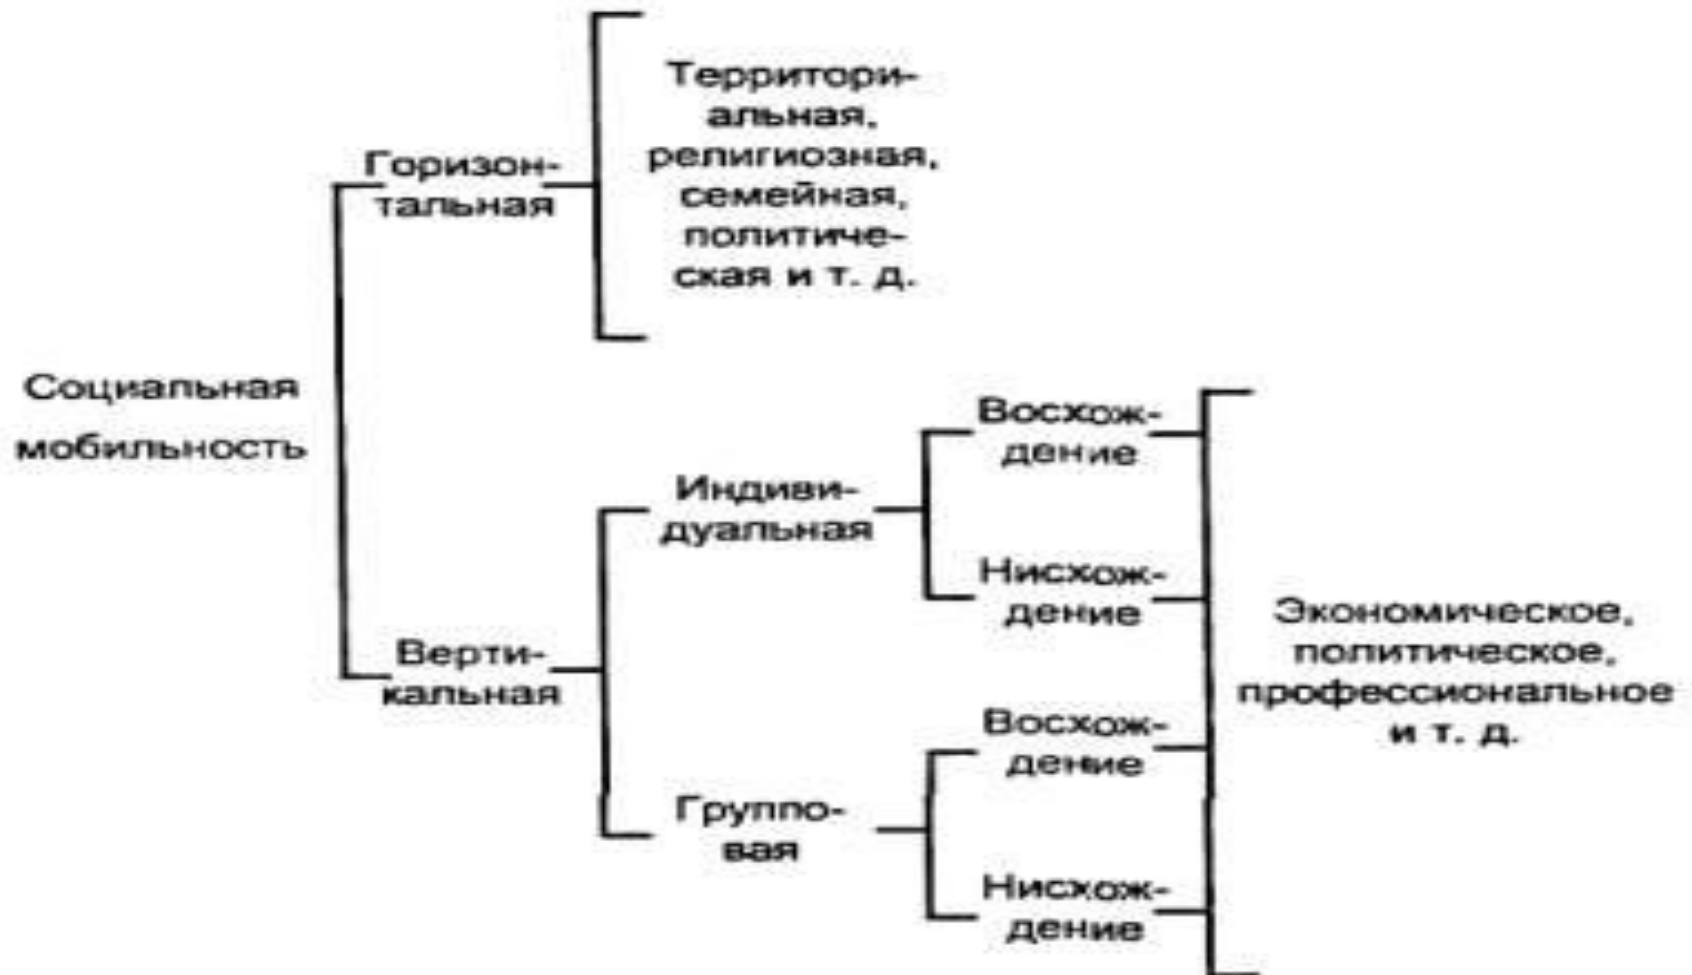 Социальная
мобильность
Горизон-
тальная
Территори-
альная,
религиозная,
семейная,
политиче-
ская и т. д.
Верти-
кальная
Индиви-
дуальная
Восхож-
дение
Нисхож-
дение
Группо-
вая
Восхож-
дение
Нисхож-
дение
Экономическое,
политическое,
профессиональное
и т. д.